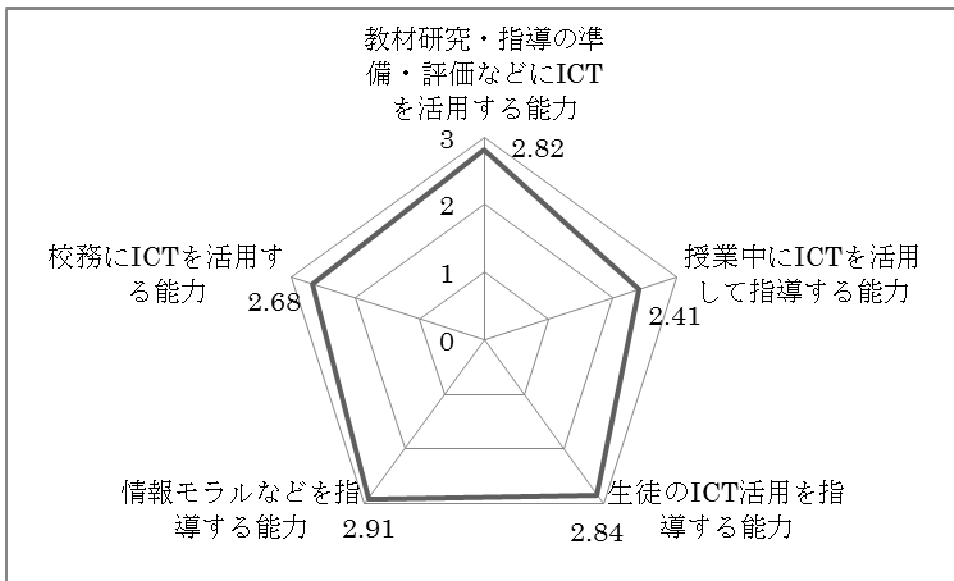 教材研究・指導の準
備・評価などにICT
を活用する能力
3
2.82
2
校務にICTを活用す
る能力
2.68
1
授業中にICTを活用
して指導する能力
2.41
0
情報モラルなどを指
導する能力
2.91
生徒のICT活用を指
導する能力
2.84